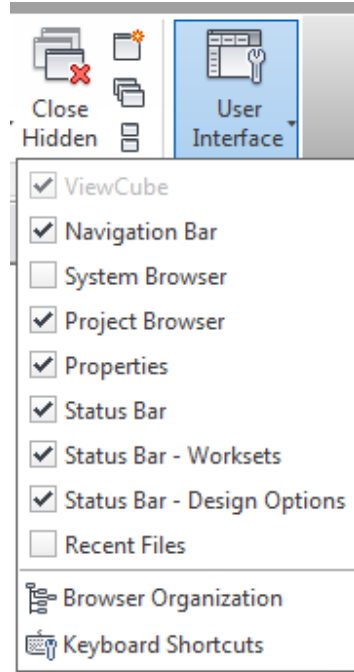 Close
Hidden
User
Interface
ViewCube
Navigation Bar
System Browser
Project Browser
Properties
Status Bar
Status Bar - Worksets
Status Bar - Design Options
Recent Files
Browser Organization
Keyboard Shortcuts